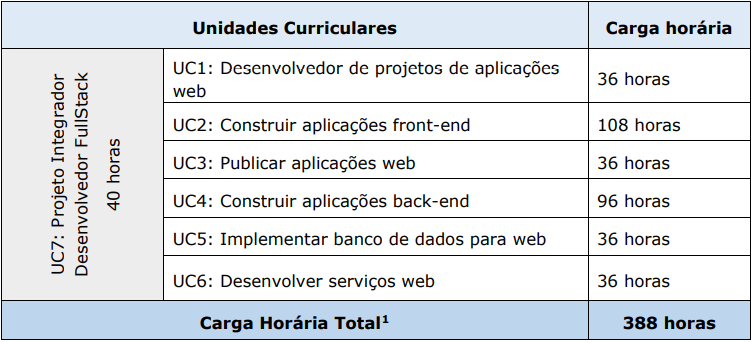 Unidades Curriculares
Carga horária
UC7: Projeto Integrador
Desenvolvedor FullStack
40 horas
UC1: Desenvolvedor de projetos de aplicações
web
36 horas
UC2: Construir aplicações front-end
108 horas
UC3: Publicar aplicações web
36 horas
UC4: Construir aplicações back-end
96 horas
UC5: Implementar banco de dados para web
36 horas
UC6: Desenvolver serviços web
36 horas
Carga Horária Total¹
388 horas